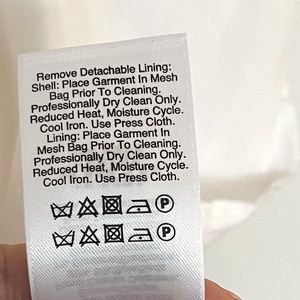 Remove Detachable Lining:
Shell: Place Garment In Mesh
Bag Prior To Cleaning.
Professionally Dry Clean Only.
Reduced Heat, Moisture Cycle.
Cool Iron. Use Press Cloth.
Lining: Place Garment In
Mesh Bag Prior To Cleaning.
Professionally Dry Clean Only.
Reduced Heat, Moisture Cycle.
Cool Iron. Use Press Cloth.
P
P